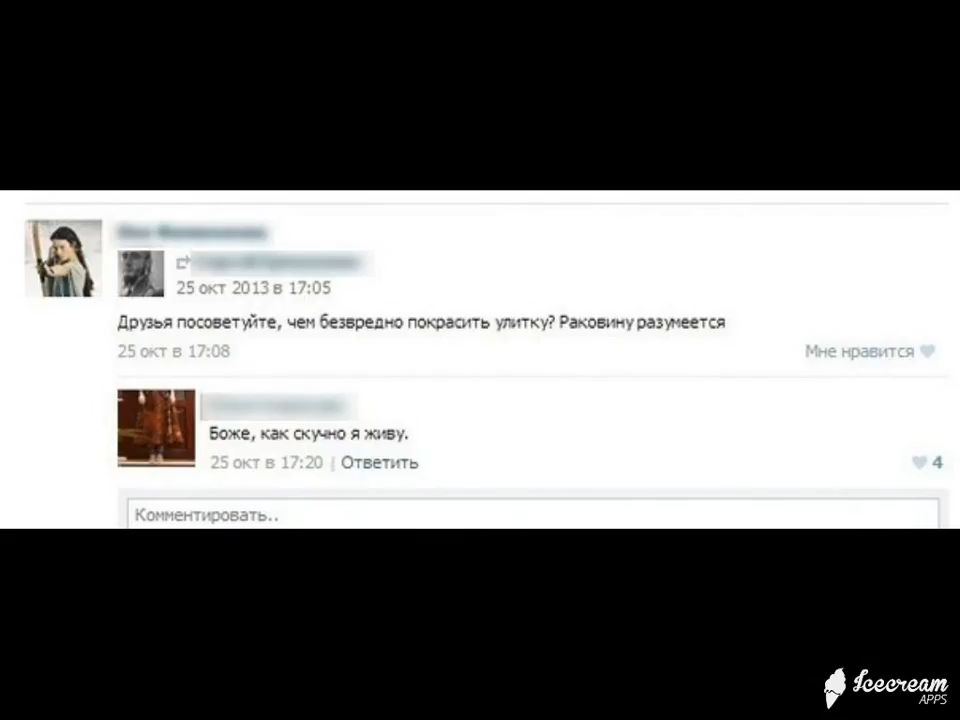 25 окт 2013 в 17:05
Друзья посоветуйте, чем безвредно покрасить улитку? Раковину разумеется
25 окт в 17:08
Мне нравится
Боже, как скучно я живу.
25 окт в 17:20 | Ответить
4
Комментировать..
Icecream
APPS